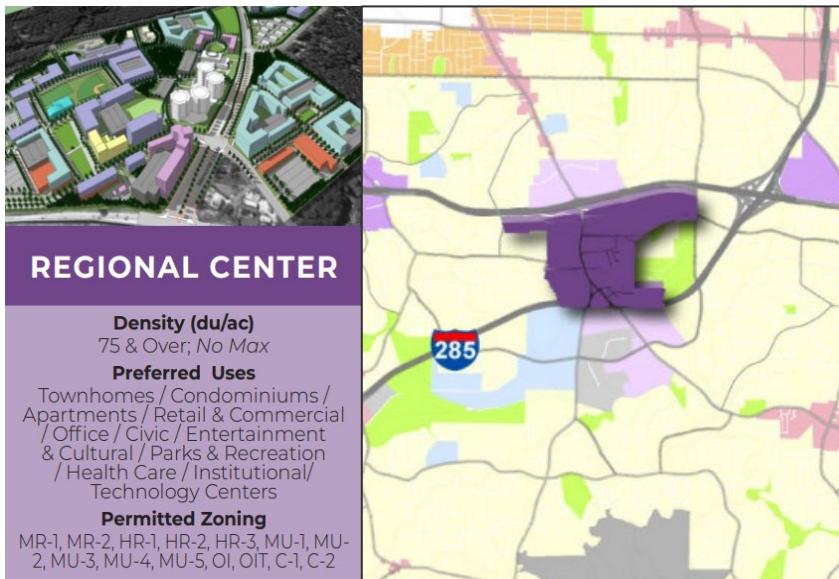 REGIONAL CENTER
Density (du/ac)
75 & Over; No Max
Preferred Uses
Townhomes / Condominiums /
Apartments / Retail & Commercial
/ Office / Civic / Entertainment
& Cultural / Parks & Recreation
/ Health Care / Institutional/
Technology Centers
Permitted Zoning
MR-1, MR-2, HR-1, HR-2, HR-3, MU-1, MU-
2, MU-3, MU-4, MU-5, OI, OIT, C-1, C-2
285